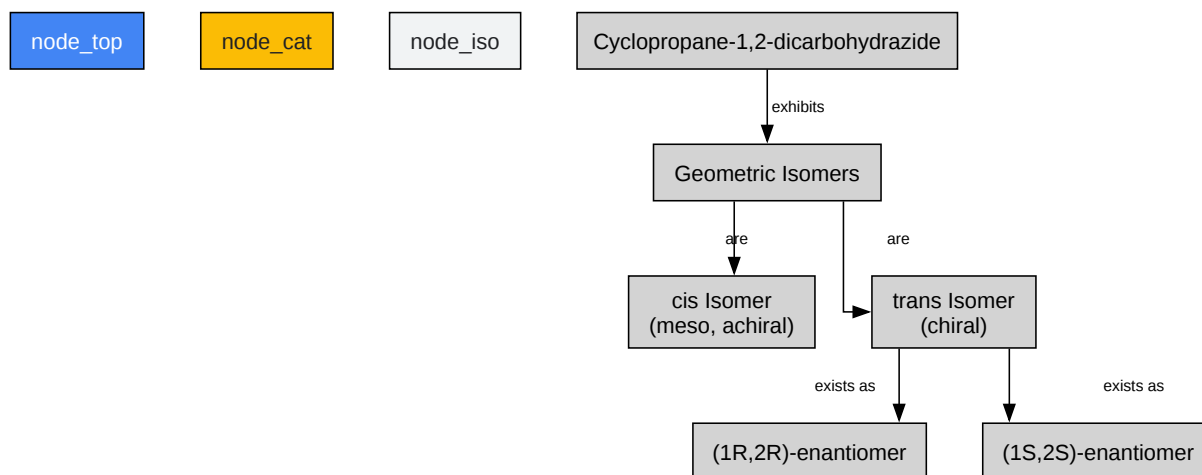 node_top
node_cat
node_iso
Cyclopropane-1,2-dicarbohydrazide
exhibits
Geometric Isomers
are
are
cis Isomer
(meso, achiral)
trans Isomer
(chiral)
exists as
exists as
(1R,2R)-enantiomer
(1S,2S)-enantiomer